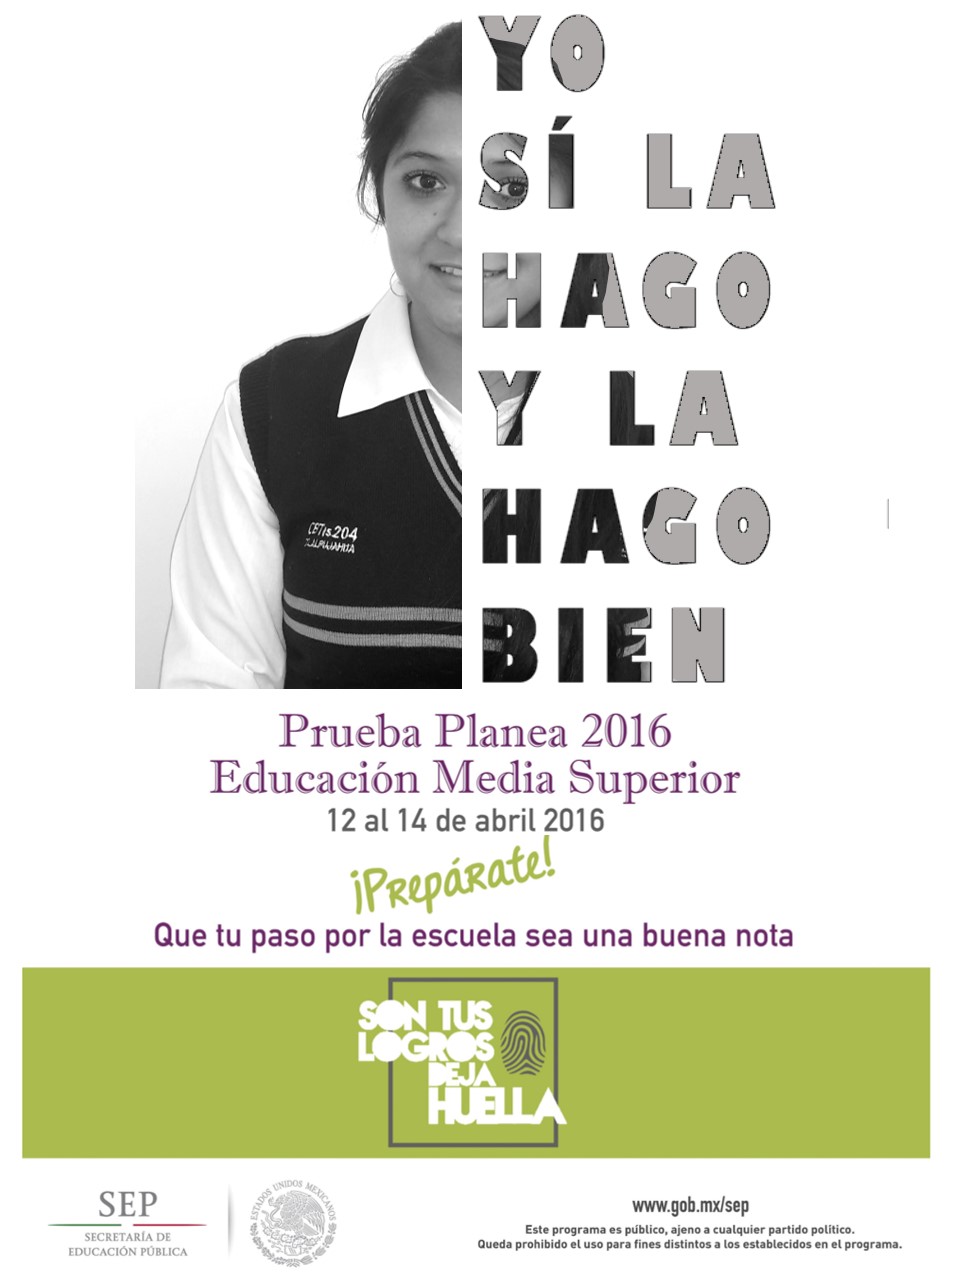 YO
SÍ LA
HAGO
Y LA
HAGO
BIEN
CETis.204
TLALPUJAHUA
Prueba Planea 2016
Educación Media Superior
12 al 14 de abril 2016
¡Prepárate!
Que tu paso por la escuela sea una buena nota
SON TUS
LOGROS
DEJA
HUELLA
SEP
SECRETARÍA DE
EDUCACIÓN PÚBLICA
ESTADOS UNIDOS MEXICANOS
www.gob.mx/sep
Este programa es público, ajeno a cualquier partido político.
Queda prohibido el uso para fines distintos a los establecidos en el programa.